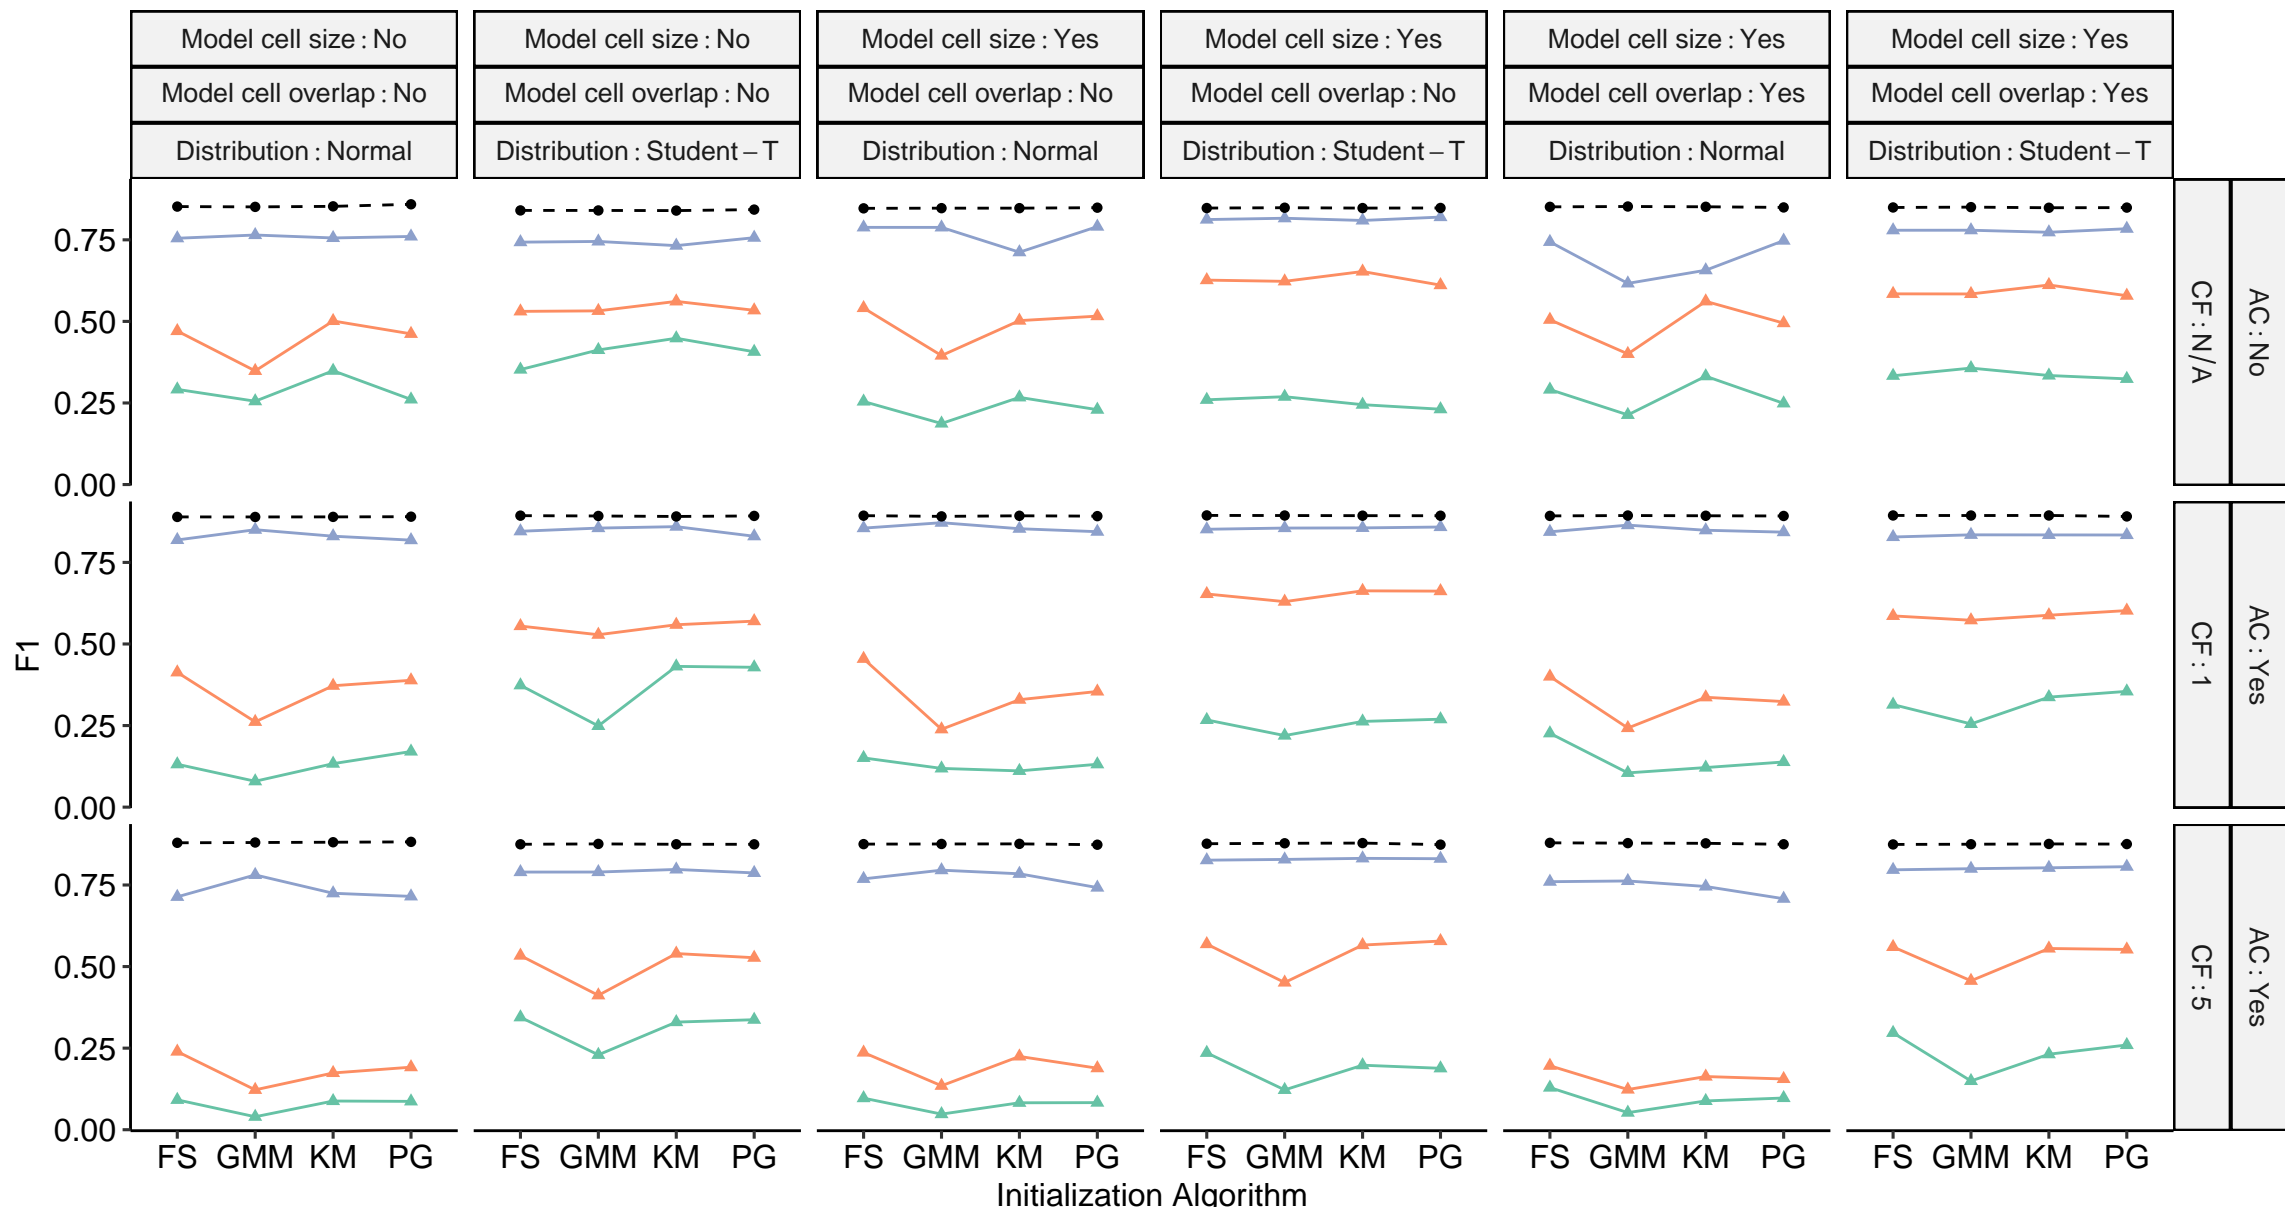 Model cell size : No
Model cell size : No
Model cell size : Yes
Model cell size : Yes
Model cell size : Yes
Model cell size : Yes
Model cell overlap : No
Model cell overlap : No
Model cell overlap : No
Model cell overlap : No
Model cell overlap : Yes
Model cell overlap : Yes
Distribution : Normal
Distribution : Student – T
Distribution : Normal
Distribution : Student – T
Distribution : Normal
Distribution : Student – T
0.75
0.50
0.25
0.00
CF : N/A
AC : No
0.75
0.50
0.25
0.00
CF : 1
AC : Yes
F1
0.75
0.50
0.25
0.00
CF : 5
AC : Yes
FS GMM KM PG
FS GMM KM PG
FS GMM KM PG
FS GMM KM PG
FS GMM KM PG
FS GMM KM PG
Initialization Algorithm